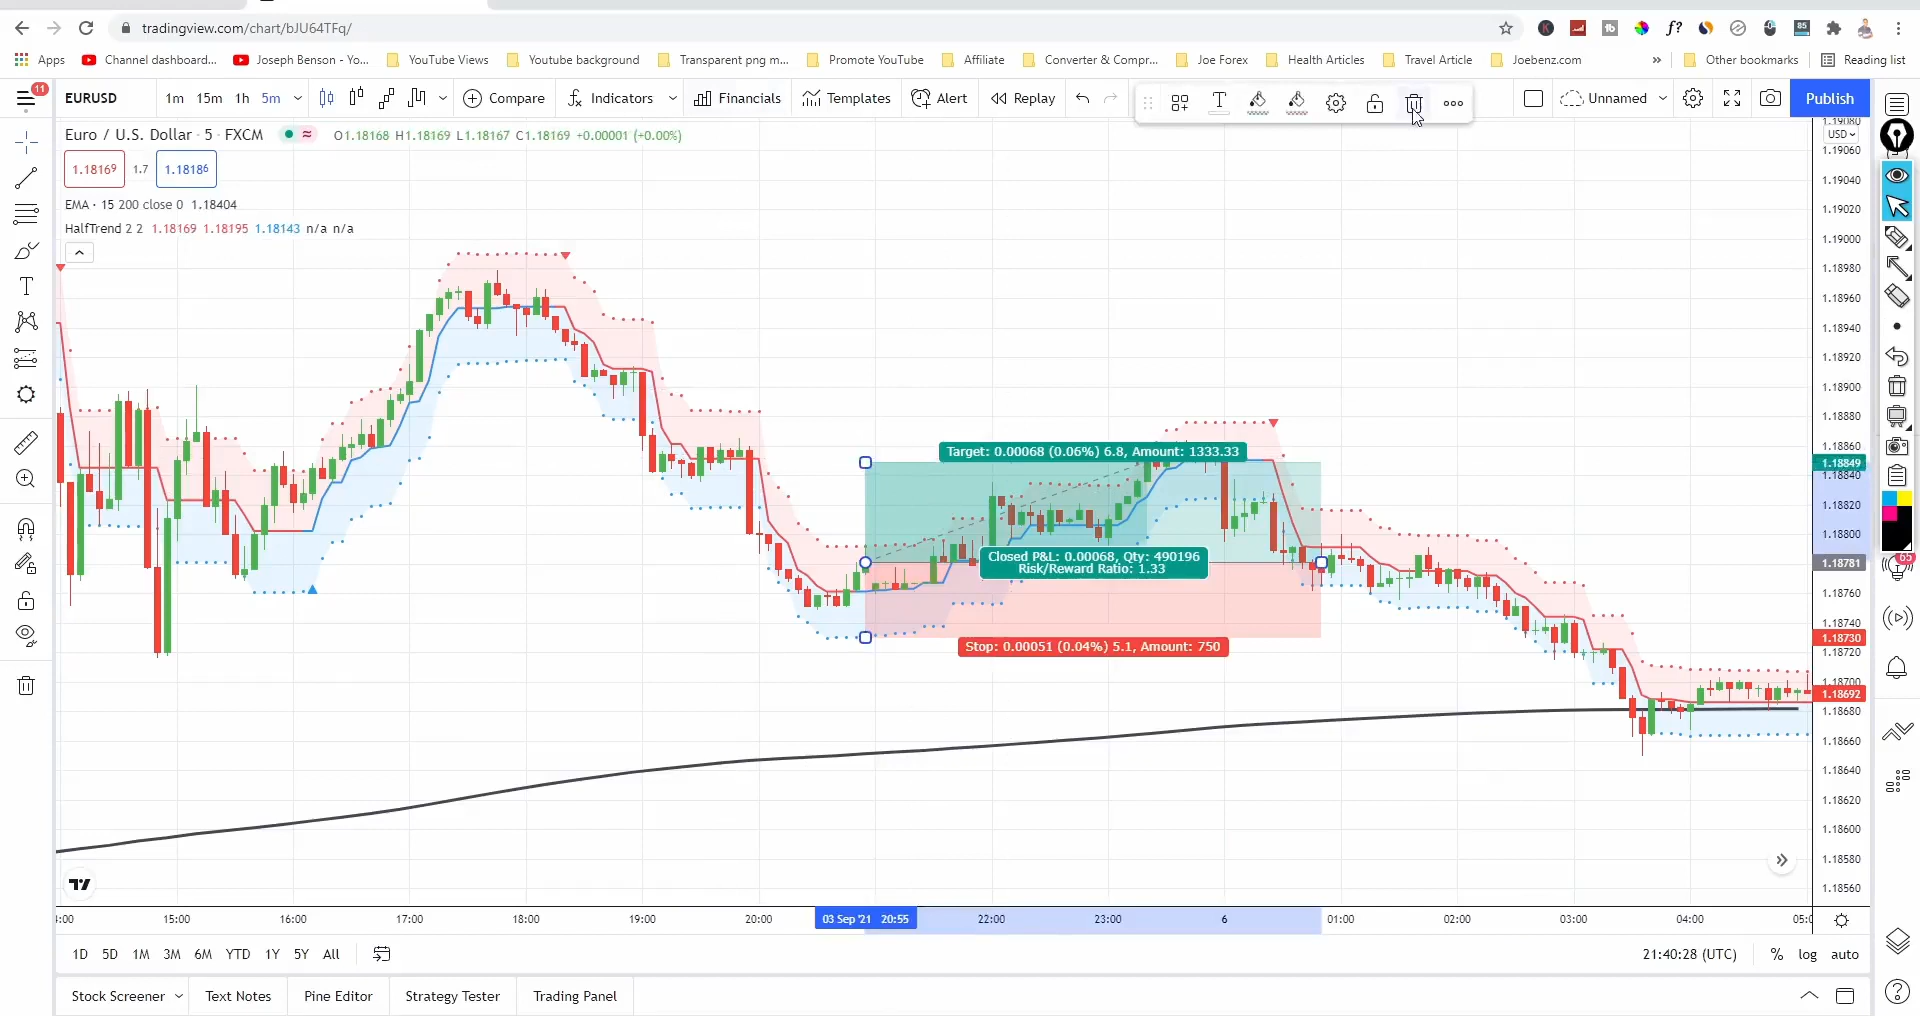 tradingview.com/chart/bJU64TFq/
Apps Channel dashboard... Joseph Benson - Yo... YouTube Views Youtube background Transparent png m... Promote YouTube Affiliate Converter & Compr... Joe Forex Health Articles Travel Article Joebenz.com » Other bookmarks Reading list
11 EURUSD 1m 15m 1h 5m Compare Indicators Financials Templates Alert Replay Unnamed Publish
Euro / U.S. Dollar · 5 · FXCM O1.18168 H1.18169 L1.18167 C1.18169 +0.00001 (+0.00%)
1.18169 1.7 1.18186
EMA · 15 200 close 0 1.18404
HalfTrend 2 2 1.18169 1.18195 1.18143 n/a n/a
1.19080
USD
1.19060
1.19040
1.19020
1.19000
1.18980
1.18960
1.18940
1.18920
1.18900
1.18880
1.18860
1.18849
1.18840
1.18820
1.18800
1.18781
1.18760
1.18740
1.18730
1.18720
1.18700
1.18692
1.18680
1.18660
1.18640
1.18620
1.18600
1.18580
1.18560
Target: 0.00068 (0.06%) 6.8, Amount: 1333.33
Closed P&L: 0.00068, Qty: 490196
Risk/Reward Ratio: 1.33
Stop: 0.00051 (0.04%) 5.1, Amount: 750
85
65
15:00 16:00 17:00 18:00 19:00 20:00 03 Sep '21 20:55 22:00 23:00 6 01:00 02:00 03:00 04:00
1D 5D 1M 3M 6M YTD 1Y 5Y All 21:40:28 (UTC) % log auto
Stock Screener Text Notes Pine Editor Strategy Tester Trading Panel